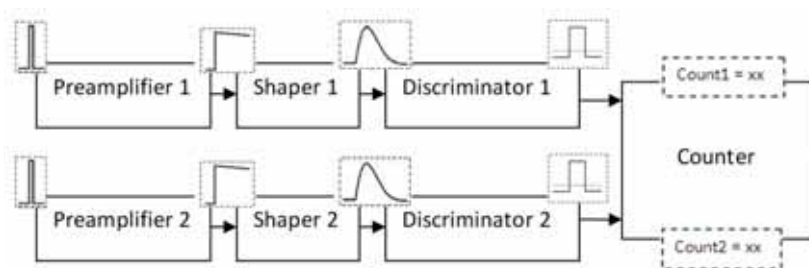 Preamplifier 1
Shaper 1
Discriminator 1
Count1 = xx
Counter
Preamplifier 2
Shaper 2
Discriminator 2
Count2 = xx